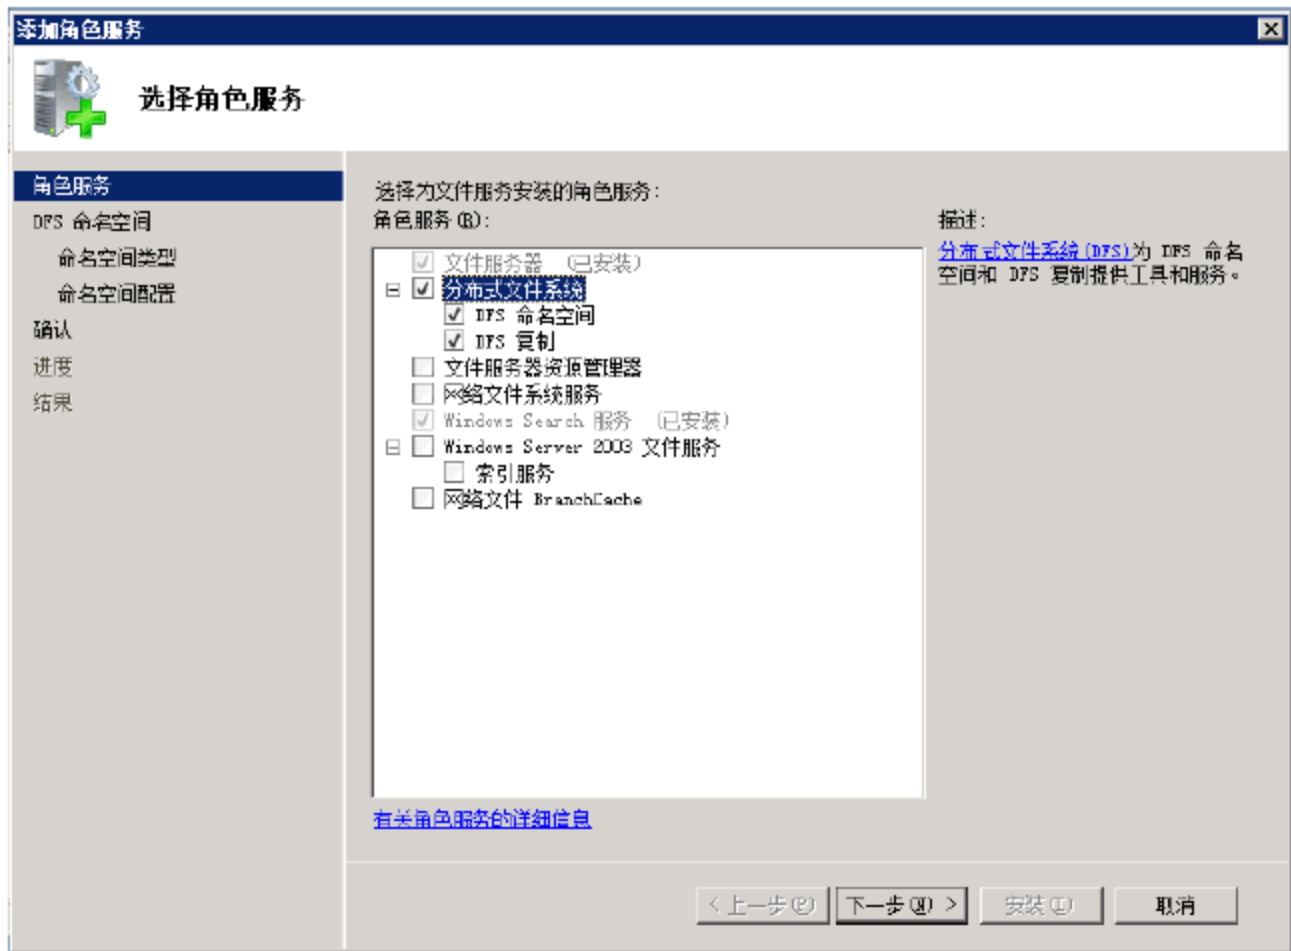 添加角色服务
选择角色服务
角色服务
DFS 命名空间
命名空间类型
命名空间配置
确认
进度
结果
选择为文件服务安装的角色服务:
角色服务(R):
文件服务器 (已安装)
分布式文件系统
DFS 命名空间
DFS 复制
文件服务器资源管理器
网络文件系统服务
Windows Search 服务 (已安装)
Windows Server 2003 文件服务
索引服务
网络文件 BranchCache
有关角色服务的详细信息
描述:
分布式文件系统(DFS)为 DFS 命名
空间和 DFS 复制提供工具和服务。
< 上一步(P) 下一步(N) > 安装(I) 取消